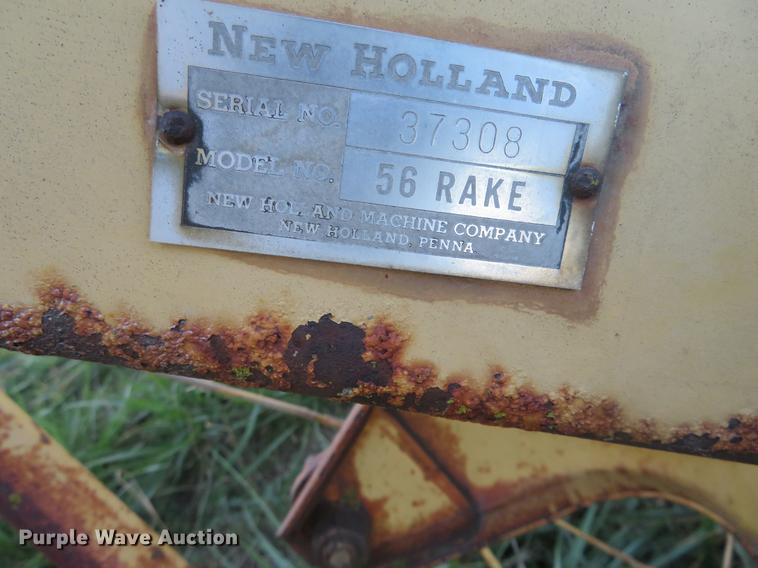 NEW HOLLAND
SERIAL NO. 37308
MODEL NO. 56 RAKE
NEW HOLLAND MACHINE COMPANY
NEW HOLLAND, PENNA
Purple Wave Auction